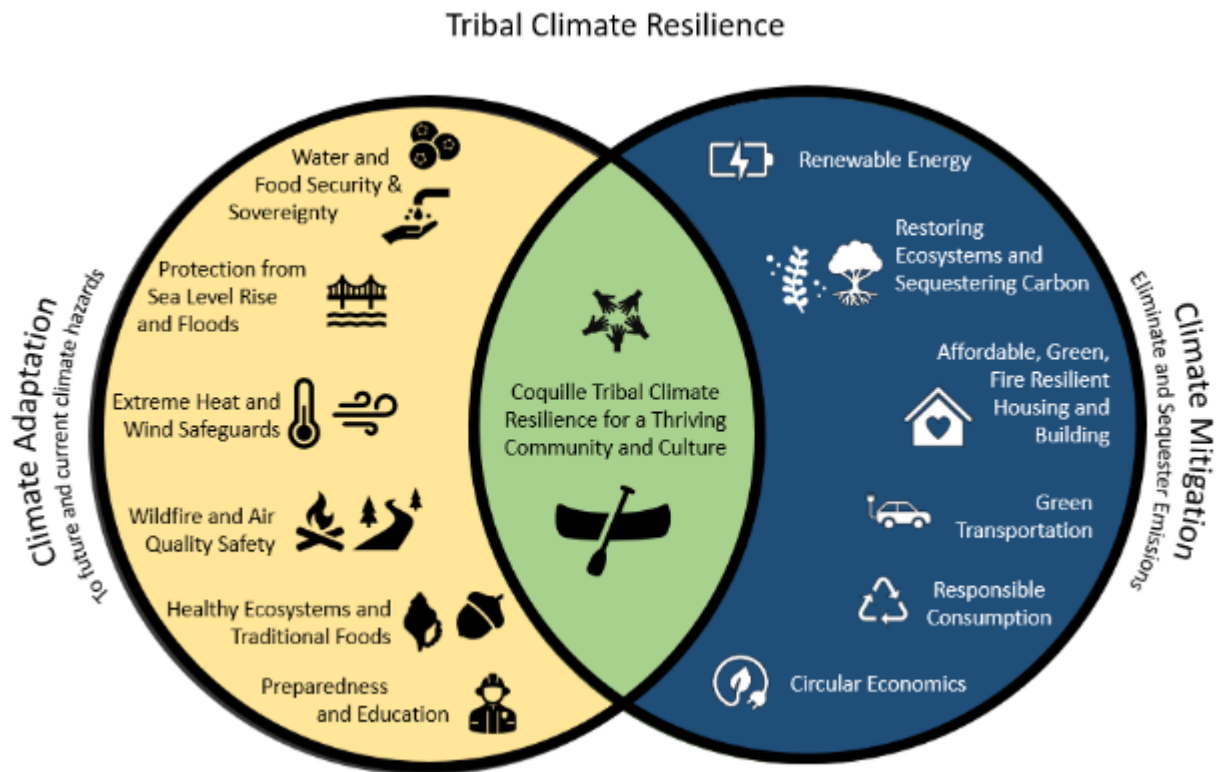 Tribal Climate Resilience
Climate Adaptation
To future and current climate hazards
Water and
Food Security &
Sovereignty
Protection from
Sea Level Rise
and Floods
Extreme Heat and
Wind Safeguards
Wildfire and Air
Quality Safety
Healthy Ecosystems and
Traditional Foods
Preparedness
and Education
Coquille Tribal Climate
Resilience for a Thriving
Community and Culture
Renewable Energy
Restoring
Ecosystems and
Sequestering Carbon
Affordable, Green,
Fire Resilient
Housing and
Building
Green
Transportation
Responsible
Consumption
Circular Economics
Climate Mitigation
Eliminate and Sequester Emissions